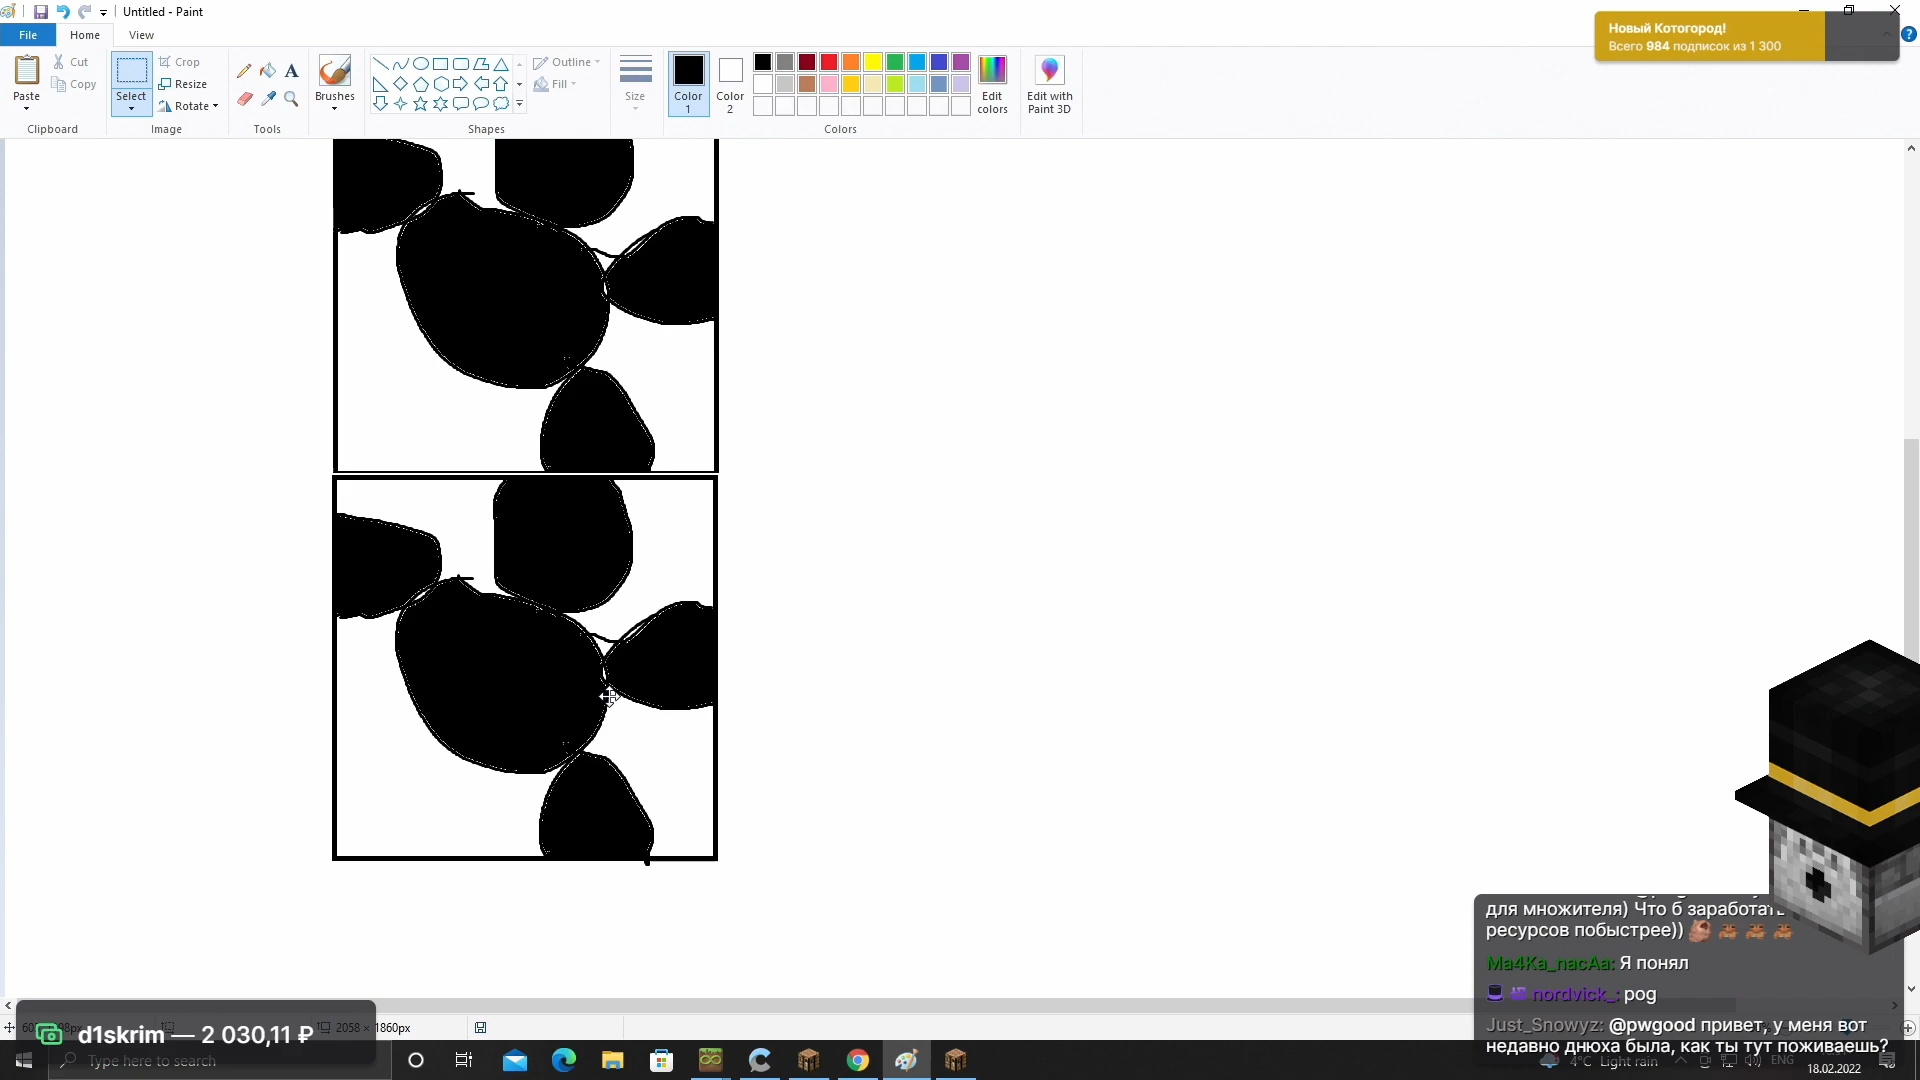 Untitled - Paint
File Home View
Новый Котогород!
Всего 984 подписок из 1 300
Paste
Cut
Copy
Clipboard
Select
Crop
Resize
Rotate
Image
Tools
Brushes
Shapes
Outline
Fill
Size
Color 1
Color 2
Edit colors
Colors
Edit with Paint 3D
для множителя) Что б заработать
ресурсов побыстрее))
Ma4Ka_nacAa: Я понял
nordvick_: pog
Just_Snowyz: @pwgood привет, у меня вот
недавно днюха была, как ты тут поживаешь?
d1skrim — 2 030,11 ₽
2058 × 1860px
Type here to search
4°C Light rain
ENG
18.02.2022